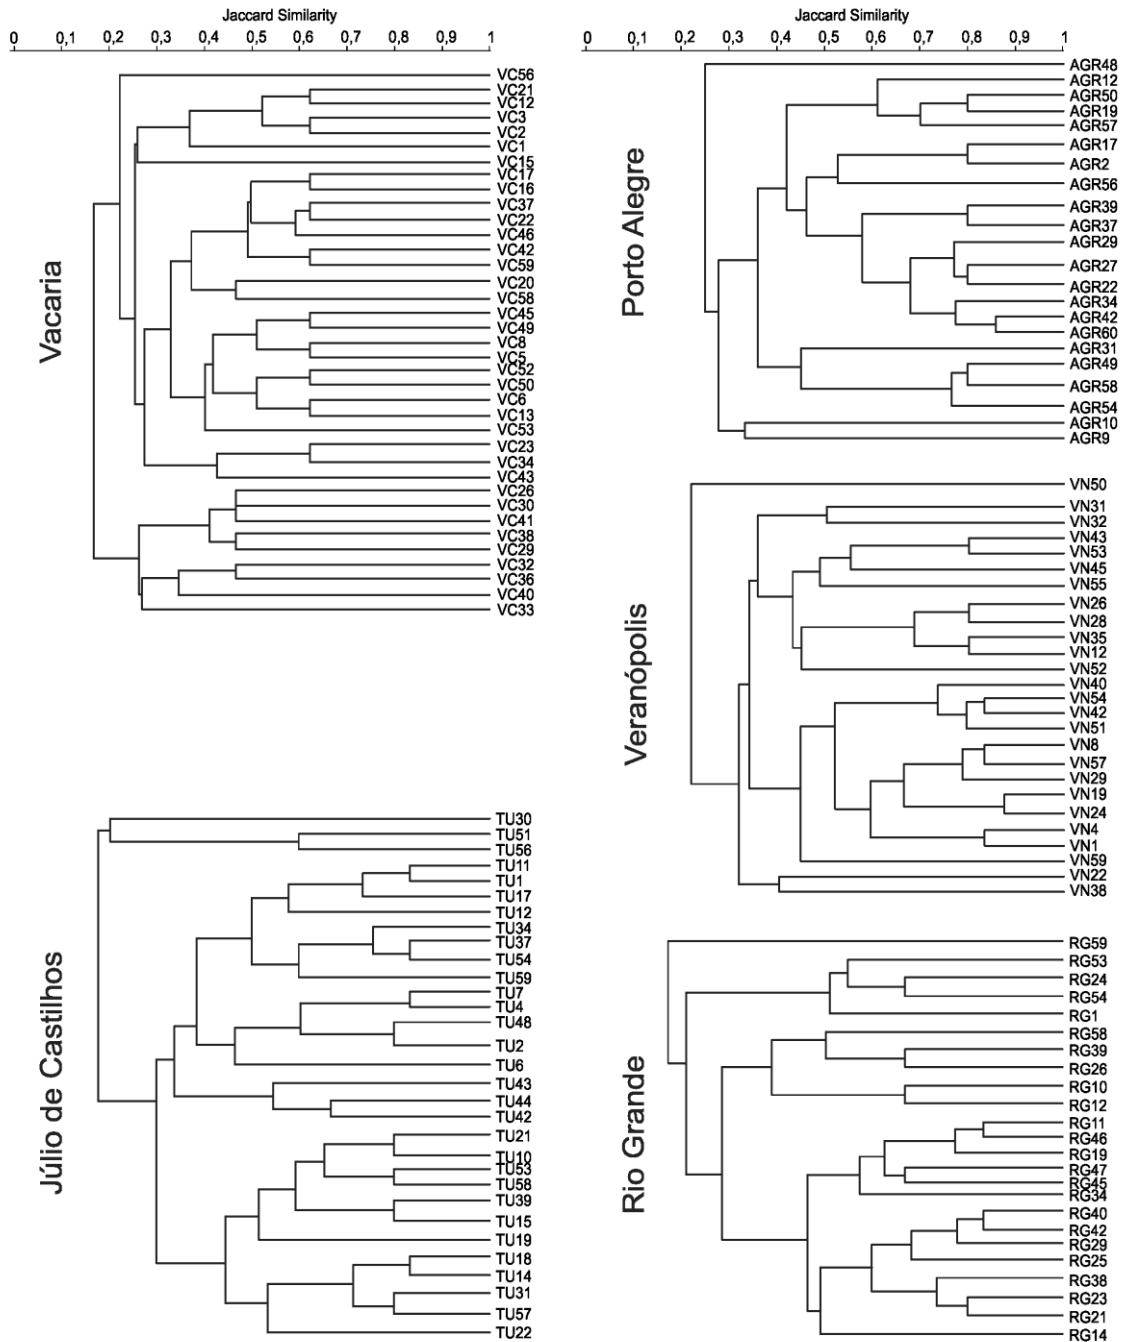 Jaccard Similarity
0 0,1 0,2 0,3 0,4 0,5 0,6 0,7 0,8 0,9 1
Vacaria
VC56
VC21
VC12
VC3
VC2
VC1
VC15
VC17
VC16
VC37
VC22
VC46
VC42
VC59
VC20
VC58
VC45
VC49
VC8
VC5
VC52
VC50
VC6
VC13
VC53
VC23
VC34
VC43
VC26
VC30
VC41
VC38
VC29
VC32
VC36
VC40
VC33
Júlio de Castilhos
TU30
TU51
TU56
TU11
TU1
TU17
TU12
TU34
TU37
TU54
TU59
TU7
TU4
TU48
TU2
TU6
TU43
TU44
TU42
TU21
TU10
TU53
TU58
TU39
TU15
TU19
TU18
TU14
TU31
TU57
TU22
Jaccard Similarity
0 0,1 0,2 0,3 0,4 0,5 0,6 0,7 0,8 0,9 1
Porto Alegre
AGR48
AGR12
AGR50
AGR19
AGR57
AGR17
AGR2
AGR56
AGR39
AGR37
AGR29
AGR27
AGR22
AGR34
AGR42
AGR60
AGR31
AGR49
AGR58
AGR54
AGR10
AGR9
Veranópolis
VN50
VN31
VN32
VN43
VN53
VN45
VN55
VN26
VN28
VN35
VN12
VN52
VN40
VN54
VN42
VN51
VN8
VN57
VN29
VN19
VN24
VN4
VN1
VN59
VN22
VN38
Rio Grande
RG59
RG53
RG24
RG54
RG1
RG58
RG39
RG26
RG10
RG12
RG11
RG46
RG19
RG47
RG45
RG34
RG40
RG42
RG29
RG25
RG38
RG23
RG21
RG14